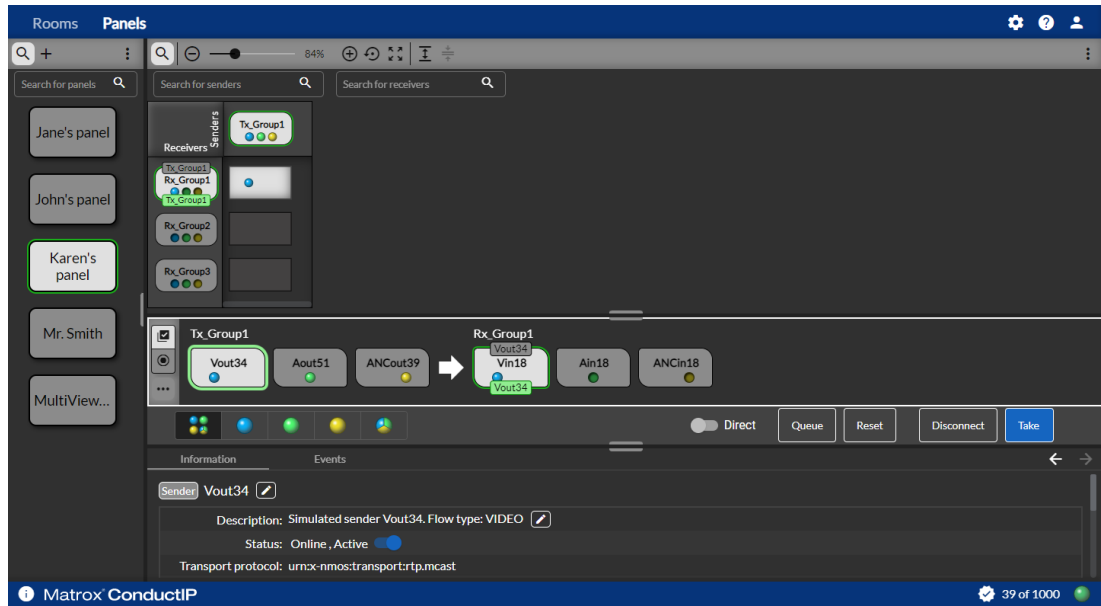 Rooms Panels
84%
Search for panels
Search for senders
Search for receivers
Jane's panel
John's panel
Karen's
panel
Mr. Smith
MultiView...
Senders
Receivers
Tx_Group1
Tx_Group1
Rx_Group1
Tx_Group1
Rx_Group2
Rx_Group3
Tx_Group1
Rx_Group1
Vout34
Aout51
ANCout39
Vout34
Vin18
Vout34
Ain18
ANCin18
Direct
Queue
Reset
Disconnect
Take
Information
Events
Sender Vout34
Description: Simulated sender Vout34. Flow type: VIDEO
Status: Online , Active
Transport protocol: urn:x-nmos:transport:rtp.mcast
Matrox® ConductIP
39 of 1000